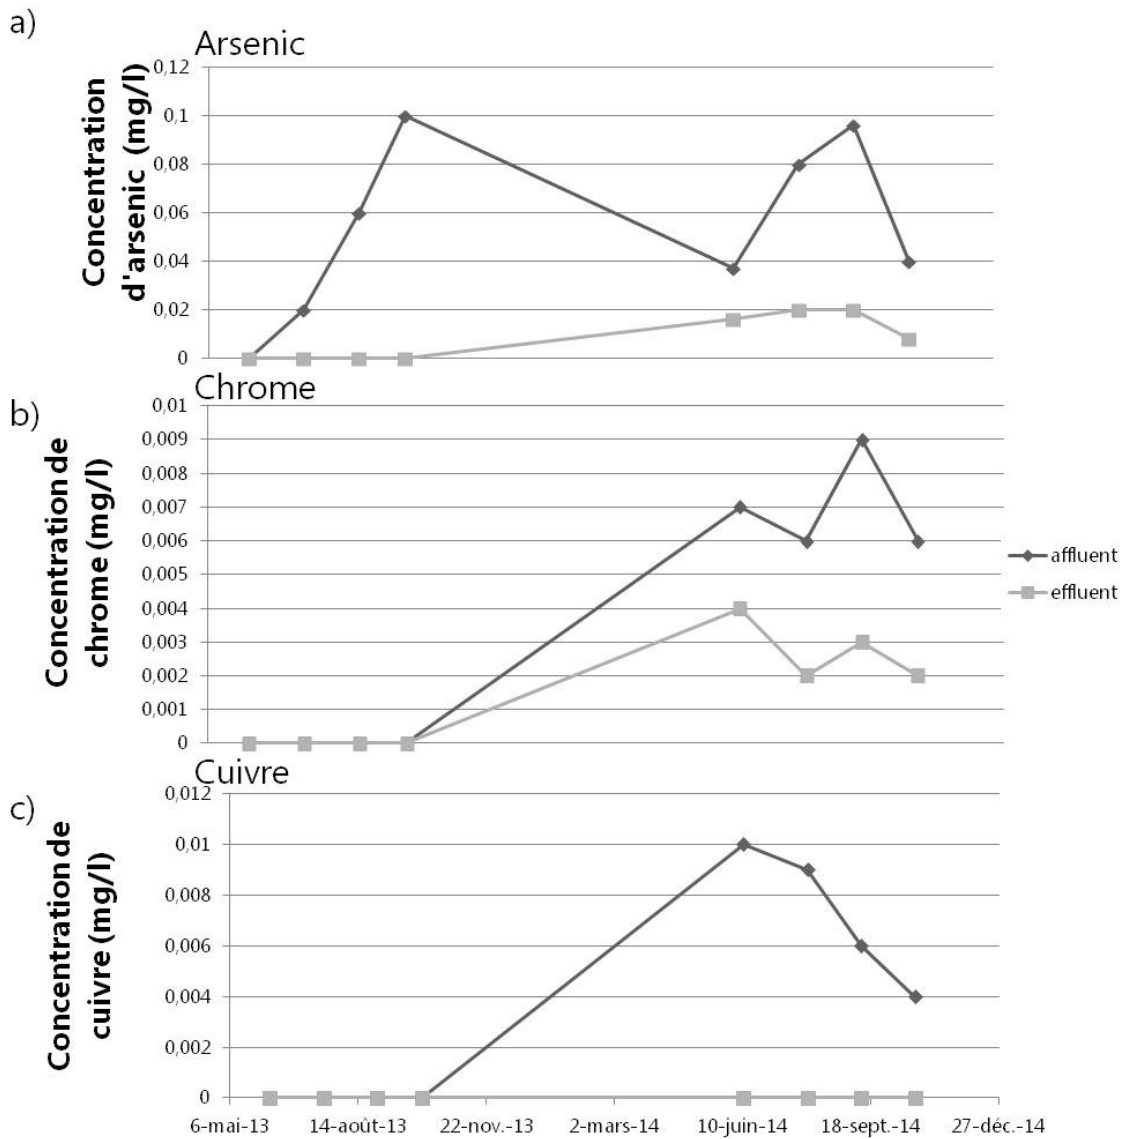 a)
Arsenic
Concentration
d'arsenic (mg/l)
0,12
0,1
0,08
0,06
0,04
0,02
0
b)
Chrome
Concentration de
chrome (mg/l)
0,01
0,009
0,008
0,007
0,006
0,005
0,004
0,003
0,002
0,001
0
affluent
effluent
c)
Cuivre
Concentration de
cuivre (mg/l)
0,012
0,01
0,008
0,006
0,004
0,002
0
6-mai-13 14-août-13 22-nov.-13 2-mars-14 10-juin-14 18-sept.-14 27-déc.-14